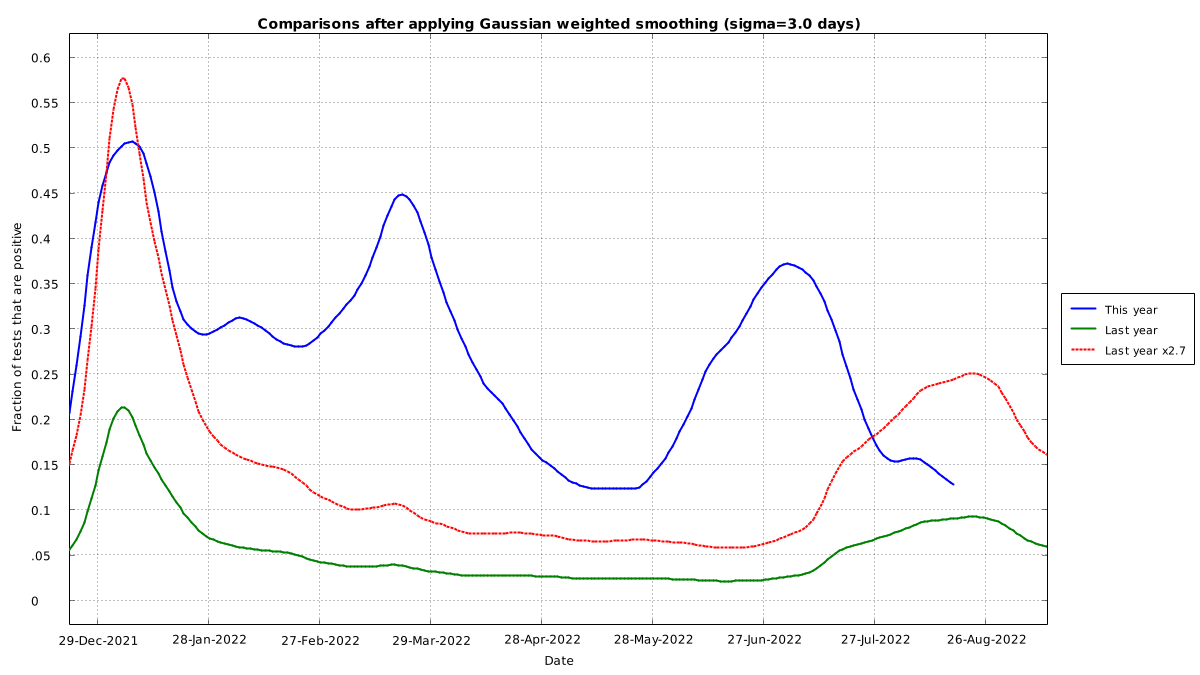 Comparisons after applying Gaussian weighted smoothing (sigma=3.0 days)
Fraction of tests that are positive
0.6
0.55
0.5
0.45
0.4
0.35
0.3
0.25
0.2
0.15
0.1
.05
0
29-Dec-2021 28-Jan-2022 27-Feb-2022 29-Mar-2022 28-Apr-2022 28-May-2022 27-Jun-2022 27-Jul-2022 26-Aug-2022
Date
This year
Last year
Last year x2.7